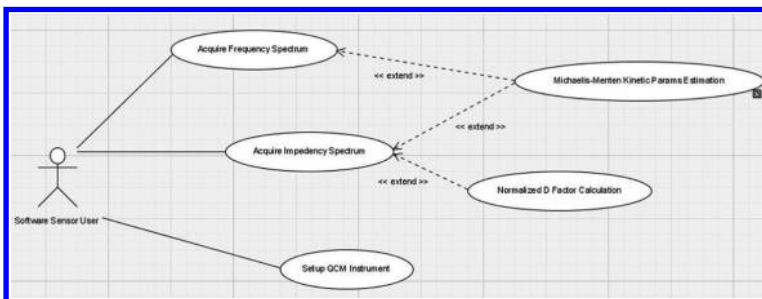 Acquire Frequency Spectrum
<< extend >>
Michaelis-Menten Kinetic Params Estimation
<< extend >>
Acquire Impedency Spectrum
<< extend >>
Normalized D Factor Calculation
Software Sensor User
Setup QCM Instrument